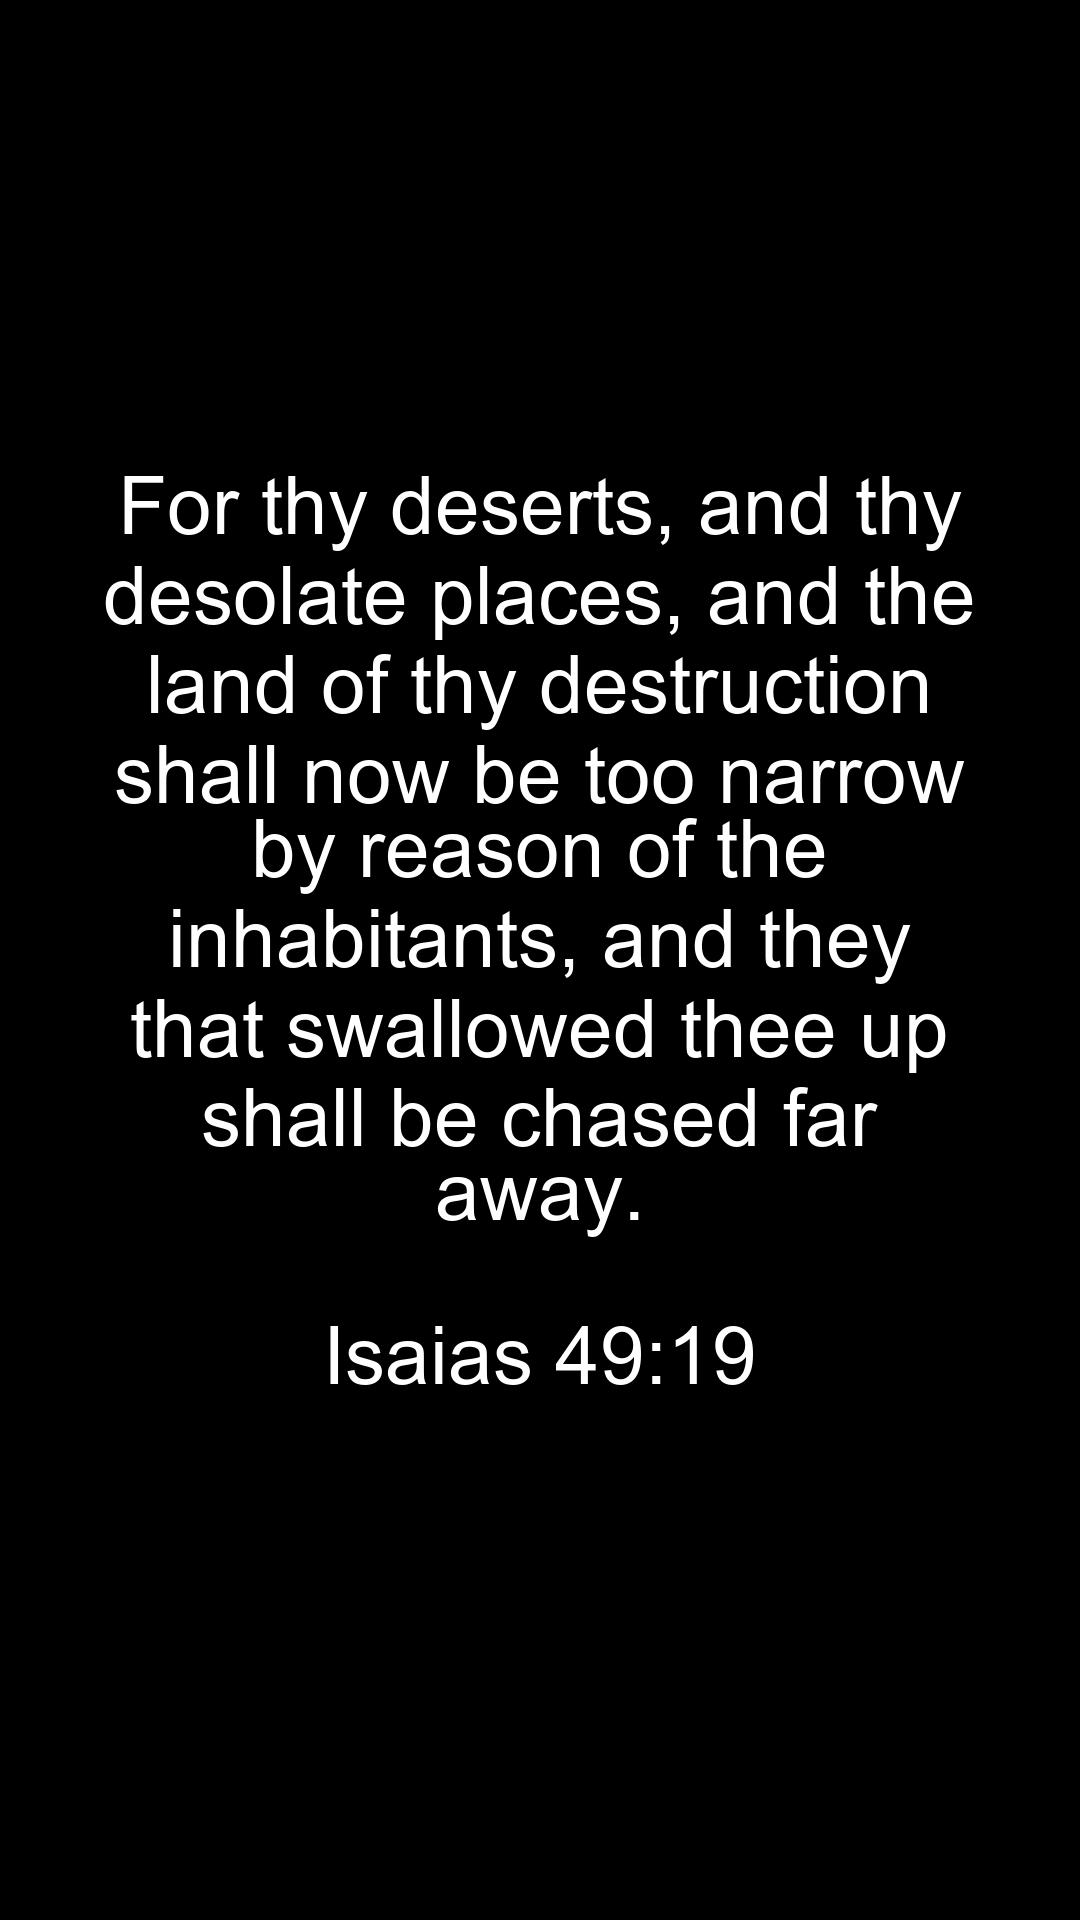 For thy deserts, and thy
desolate places, and the
land of thy destruction
shall now be too narrow
by reason of the
inhabitants, and they
that swallowed thee up
shall be chased far
away.
Isaias 49:19